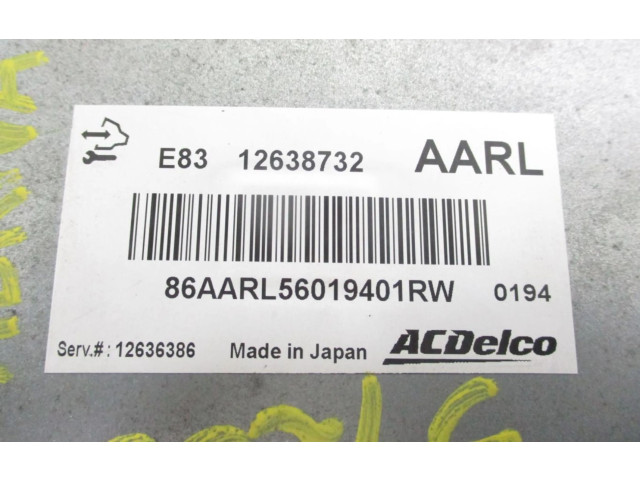 E83 12638732 AARL
86AARL56019401RW 0194
Serv.#: 12636386 Made in Japan ACDelco